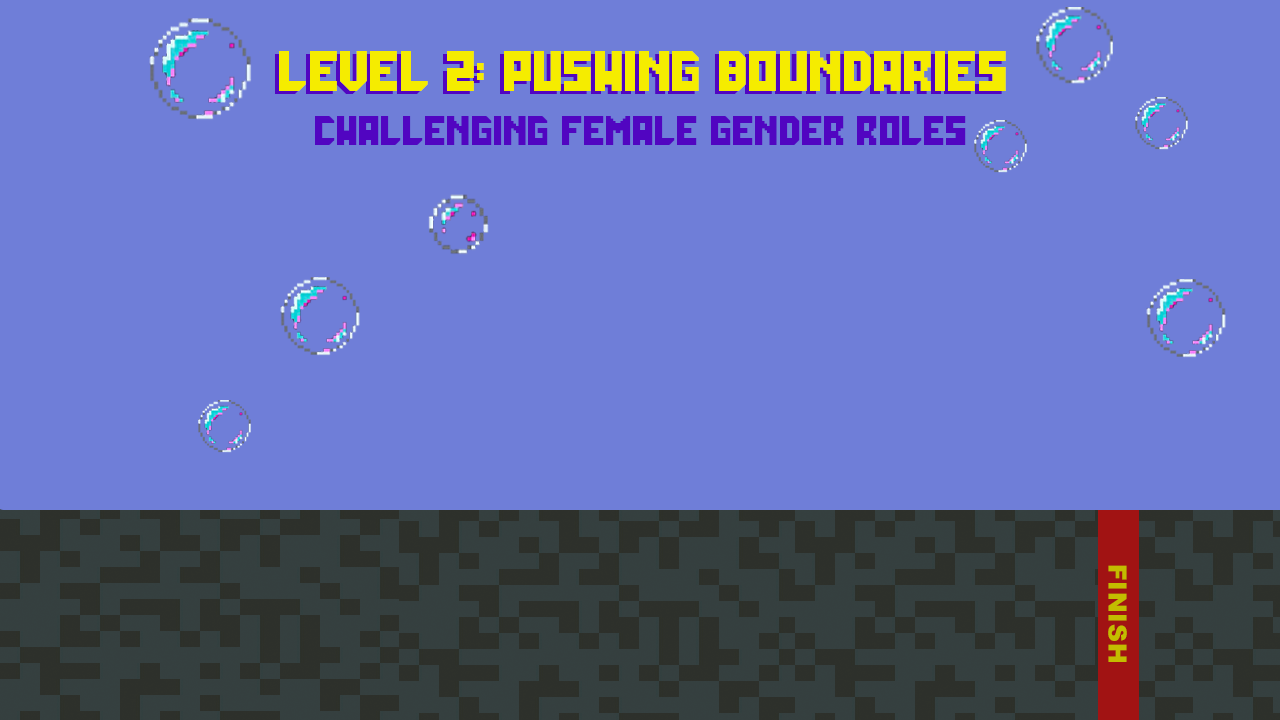 LEVEL 2: PUSHING BOUNDARIES
CHALLENGING FEMALE GENDER ROLES
FINISH